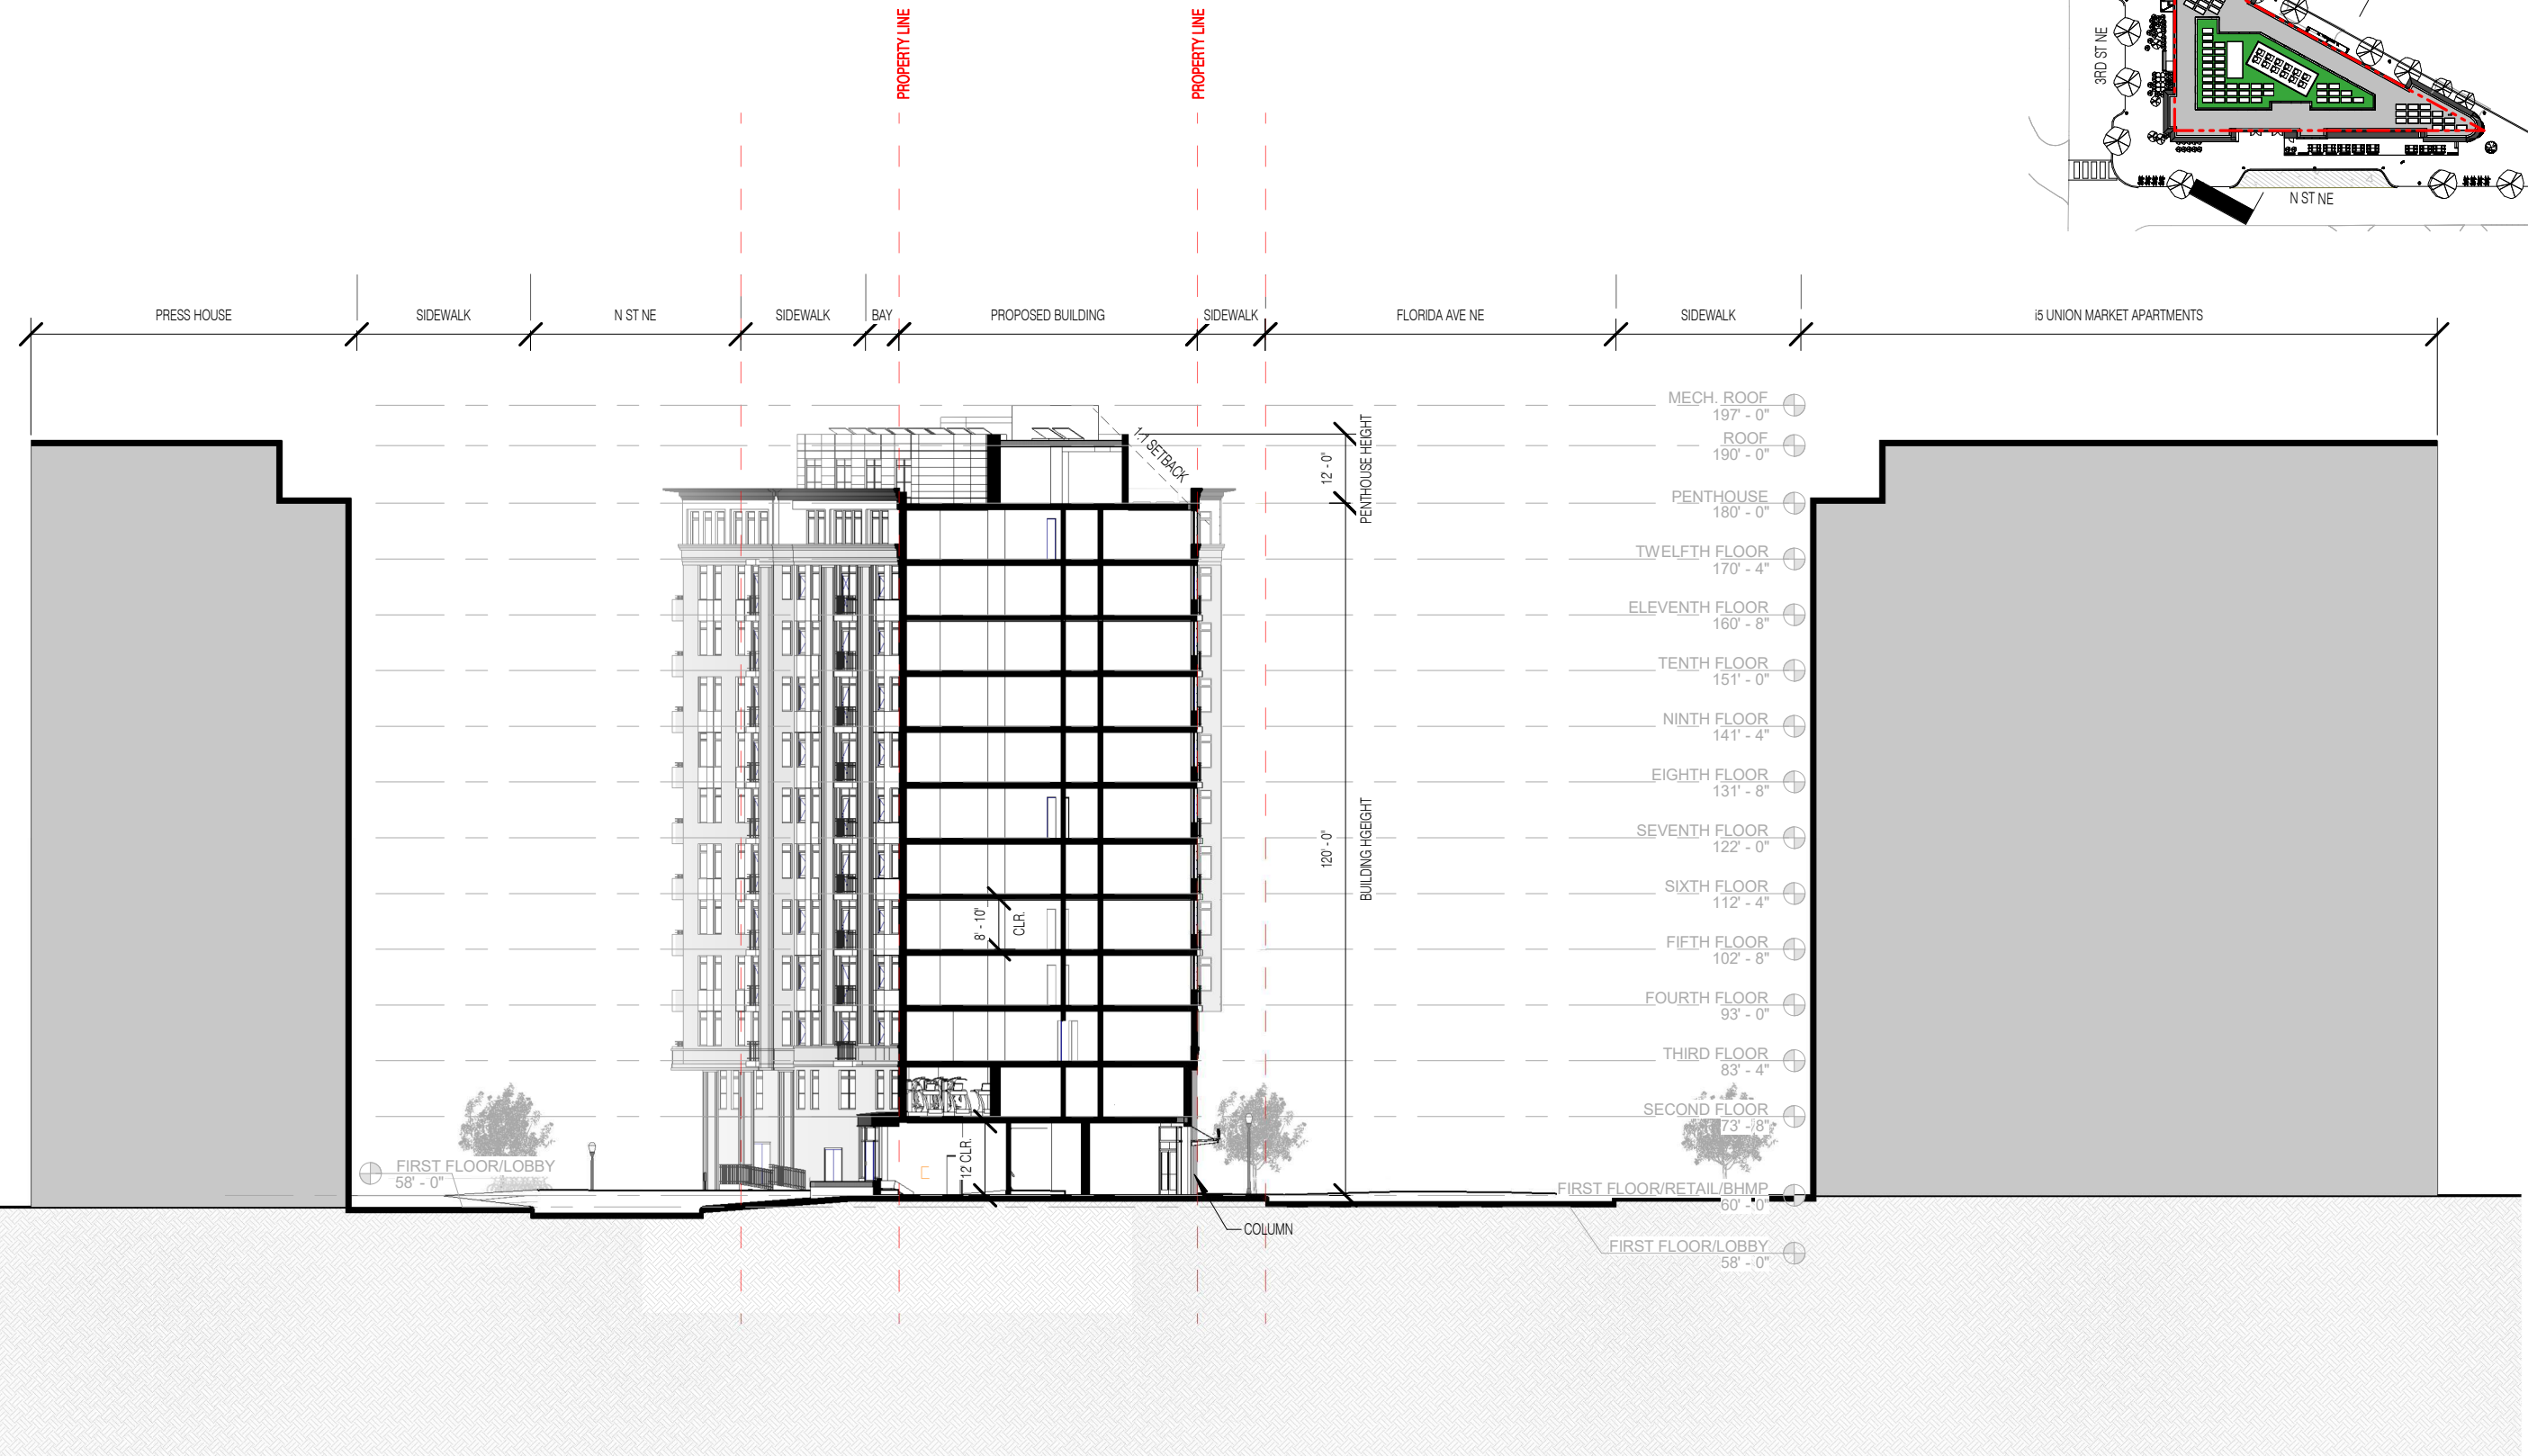 PROPERTY LINE
PROPERTY LINE
3RD ST NE
N ST NE
PRESS HOUSE
SIDEWALK
N ST NE
SIDEWALK
BAY
PROPOSED BUILDING
SIDEWALK
FLORIDA AVE NE
SIDEWALK
i5 UNION MARKET APARTMENTS
MECH. ROOF
197' - 0"
ROOF
190' - 0"
1:1 SETBACK
12' - 0"
PENTHOUSE HEIGHT
PENTHOUSE
180' - 0"
TWELFTH FLOOR
170' - 4"
ELEVENTH FLOOR
160' - 8"
TENTH FLOOR
151' - 0"
NINTH FLOOR
141' - 4"
EIGHTH FLOOR
131' - 8"
SEVENTH FLOOR
122' - 0"
120' - 0"
BUILDING HGEIGHT
SIXTH FLOOR
112' - 4"
8' - 10"
CLR.
FIFTH FLOOR
102' - 8"
FOURTH FLOOR
93' - 0"
THIRD FLOOR
83' - 4"
SECOND FLOOR
73' - 8"
12 CLR.
FIRST FLOOR/LOBBY
58' - 0"
FIRST FLOOR/RETAIL/BHMP
60' - 0"
COLUMN
FIRST FLOOR/LOBBY
58' - 0"